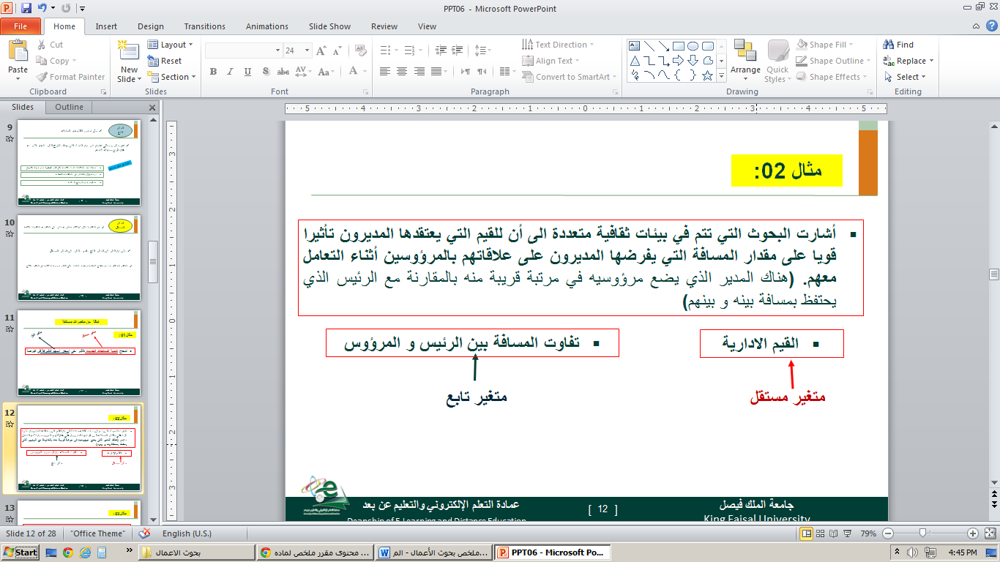 PPT06 - Microsoft PowerPoint
File Home Insert Design Transitions Animations Slide Show Review View
Paste
Cut
Copy
Format Painter
Clipboard
New Slide
Layout
Reset
Section
Slides
24
B I U S abc AV Aa A
Font
Text Direction
Align Text
Convert to SmartArt
Paragraph
Arrange
Quick Styles
Shape Fill
Shape Outline
Shape Effects
Drawing
Find
Replace
Select
Editing
Slides Outline
9
10
11
12
13
مثال 02:
أشارت البحوث التي تتم في بيئات ثقافية متعددة الى أن للقيم التي يعتقدها المديرون تأثيرا
قويا على مقدار المسافة التي يفرضها المديرون على علاقاتهم بالمرؤوسين أثناء التعامل
معهم. (هناك المدير الذي يضع مرؤوسيه في مرتبة قريبة منه بالمقارنة مع الرئيس الذي
يحتفظ بمسافة بينه و بينهم)
القيم الادارية
تفاوت المسافة بين الرئيس و المرؤوس
متغير مستقل
متغير تابع
جامعة الملك فيصل
King Faisal University
[ 12 ]
عمادة التعلم الإلكتروني والتعليم عن بعد
Deanship of E-Learning and Distance Education
Slide 12 of 28 "Office Theme" English (U.S.) 79%
Start
بحوث الاعمال
محتوى مقرر ملخص لماده ...
ملخص بحوث الأعمال - الم...
PPT06 - Microsoft Po...
4:45 PM